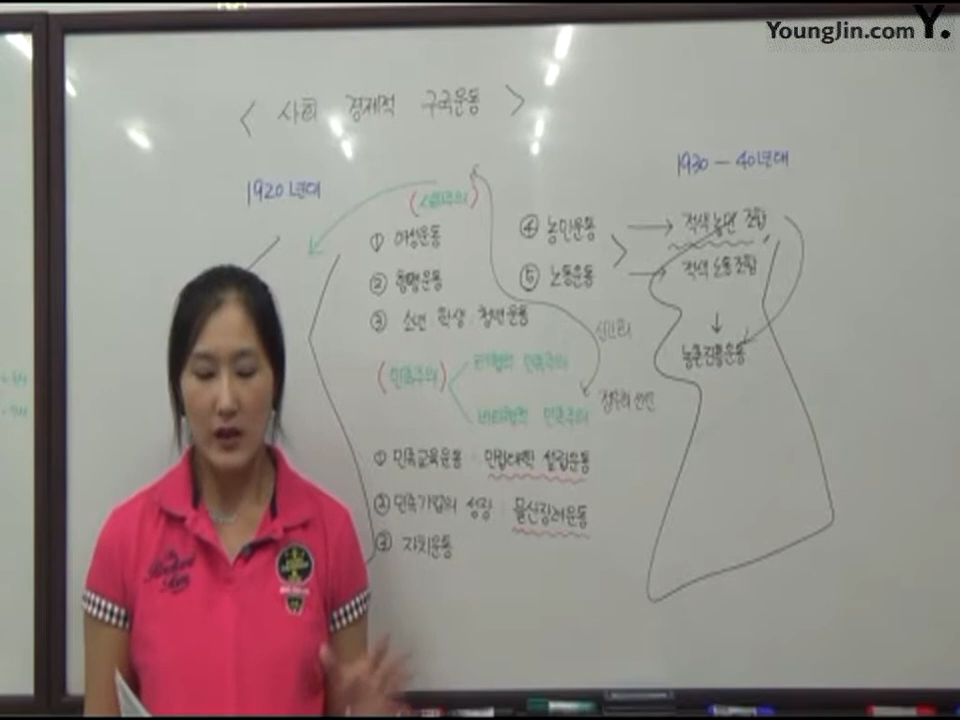 YoungJin.com Y.
< 사회 경제적 구국운동 >
1920년대
1930 - 40년대
(사회주의)
① 여성운동
② 형평운동
③ 소년 학생 청년운동
④ 농민운동 → 적색 농민 조합
⑤ 노동운동 → 적색 노동조합
↓
농촌진흥운동
신간회
(민족주의)
타협적 민족주의
비타협적 민족주의
정우회 선언
① 민족교육운동 민립대학 설립운동
② 민족기업의 성장 물산장려운동
③ 자치운동